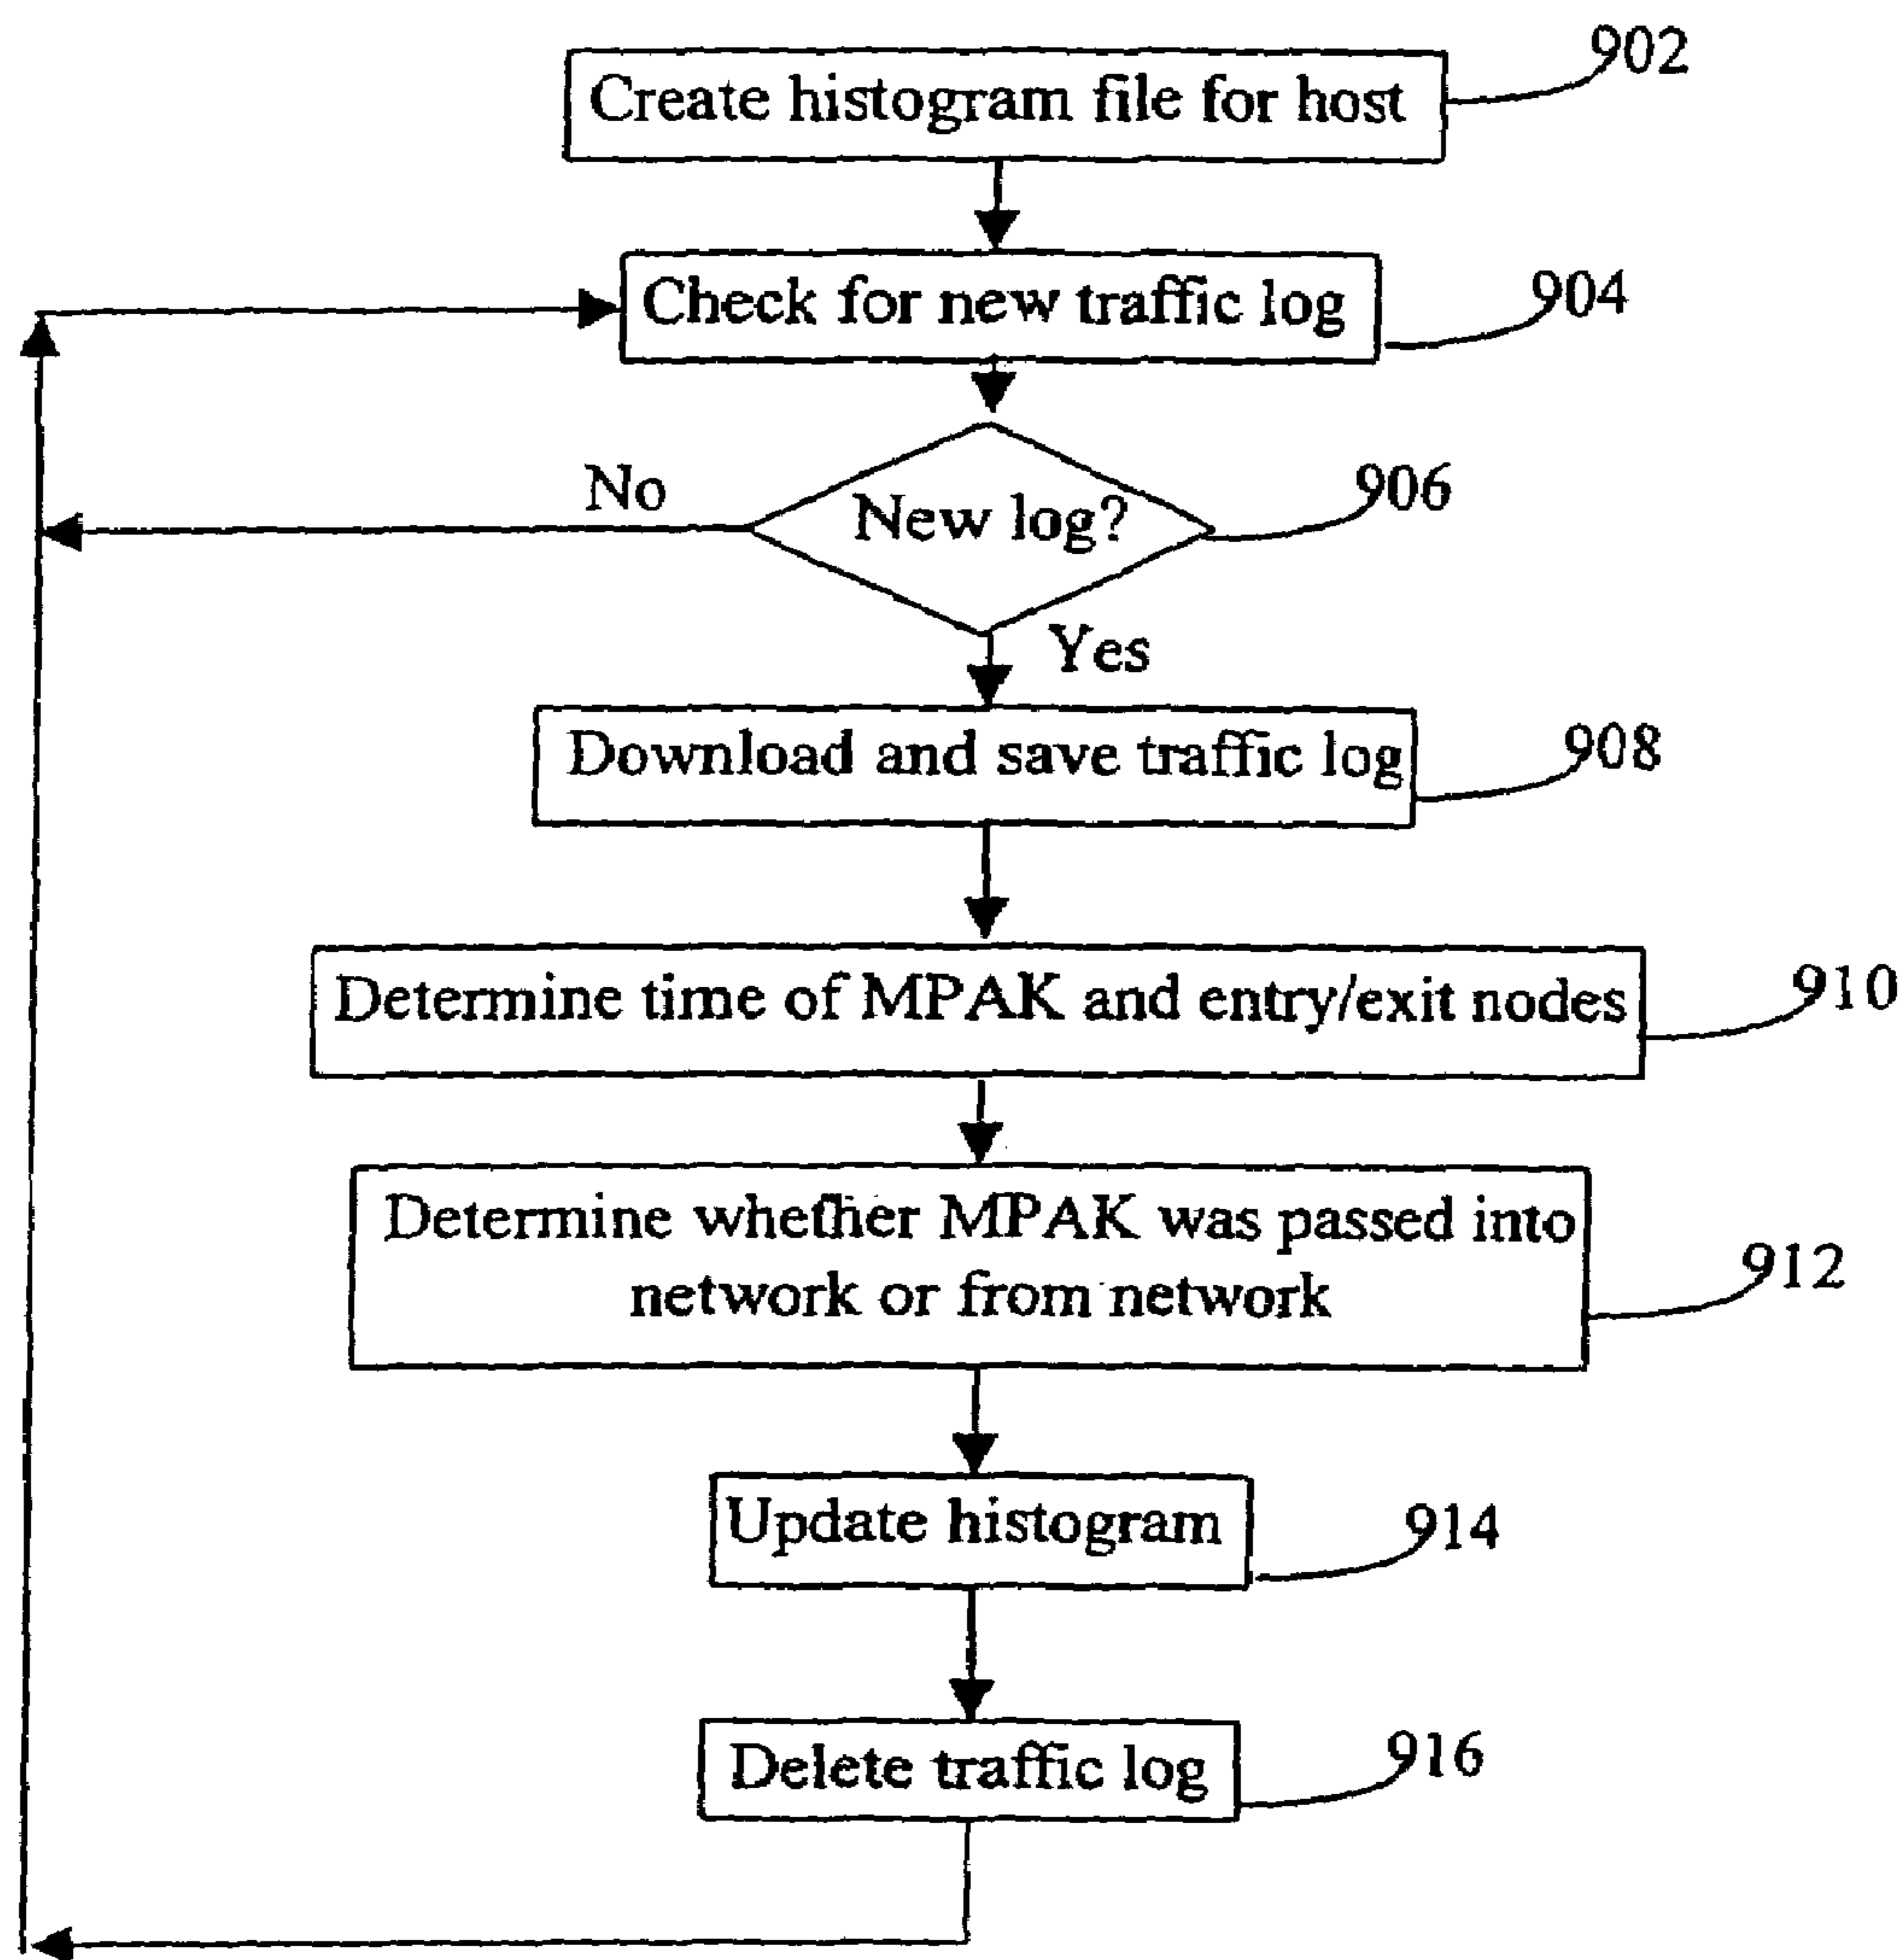 Create histogram file for host
902
Check for new traffic log
904
No
New log?
906
Yes
Download and save traffic log
908
Determine time of MPAK and entry/exit nodes
910
Determine whether MPAK was passed into
network or from network
912
Update histogram
914
Delete traffic log
916